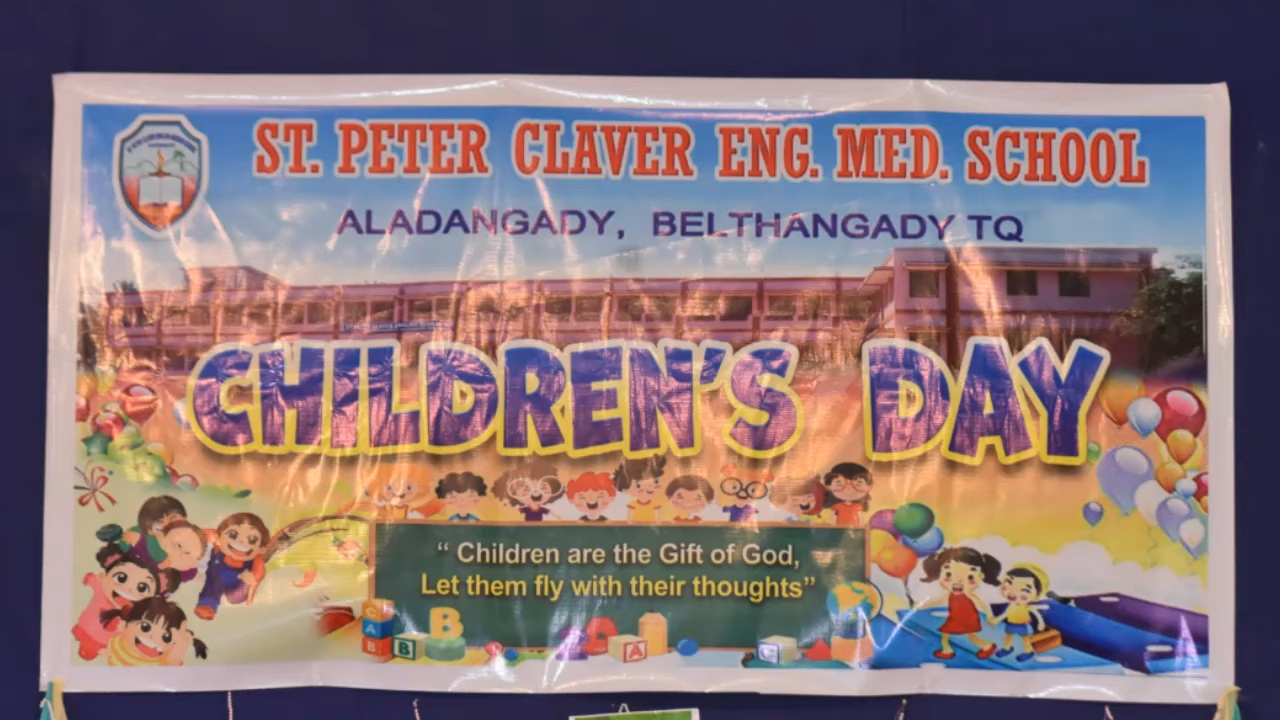 ST. PETER CLAVER ENG. MED. SCHOOL
ALADANGADY, BELTHANGADY TQ
CHILDREN'S DAY
“ Children are the Gift of God,
Let them fly with their thoughts”
C
A
B
B
B
A